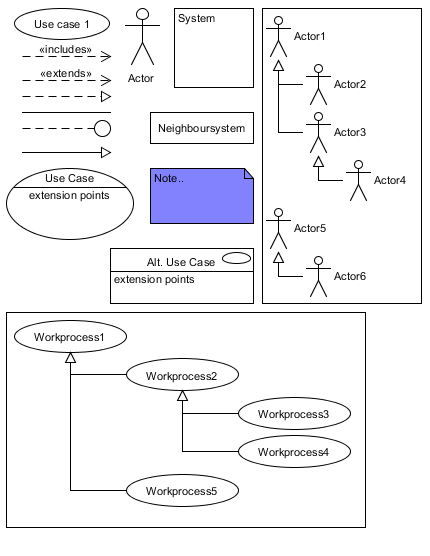 Use case 1
«includes»
«extends»
Actor
System
Neighboursystem
Use Case
extension points
Note..
Alt. Use Case
extension points
Actor1
Actor2
Actor3
Actor4
Actor5
Actor6
Workprocess1
Workprocess2
Workprocess3
Workprocess4
Workprocess5